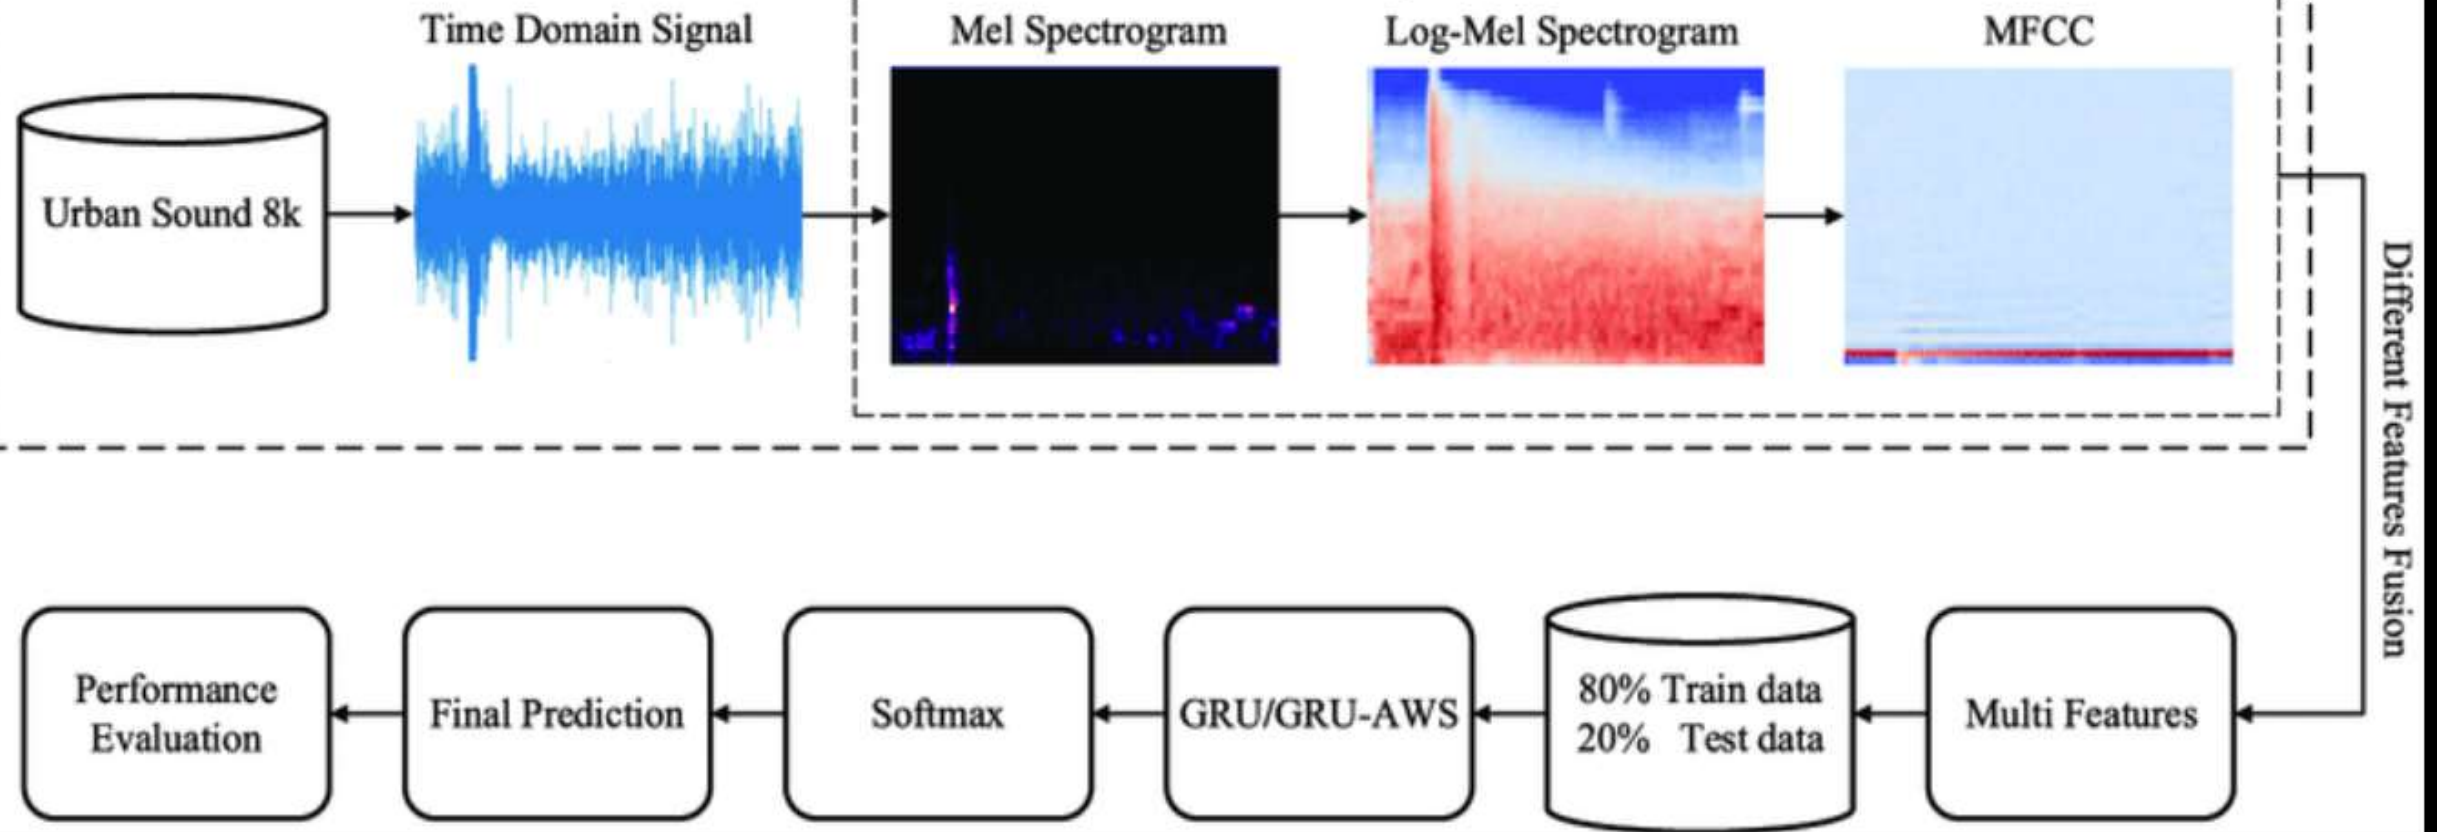 Time Domain Signal
Mel Spectrogram
Log-Mel Spectrogram
MFCC
Urban Sound 8k
Different Features Fusion
Performance
Evaluation
Final Prediction
Softmax
GRU/GRU-AWS
80% Train data
20% Test data
Multi Features